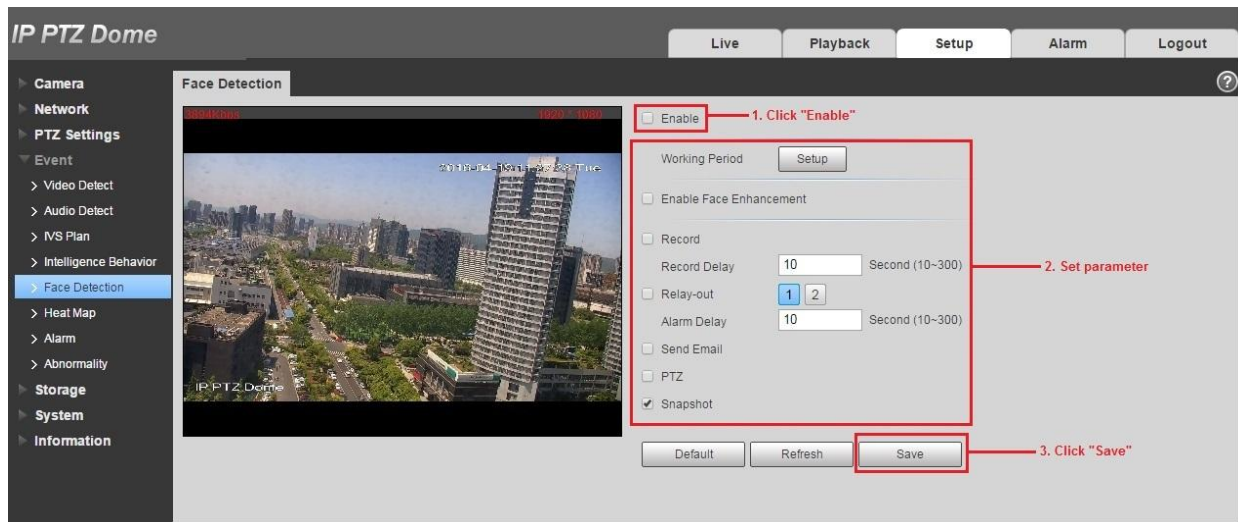 IP PTZ Dome
Live Playback Setup Alarm Logout
Camera
Network
PTZ Settings
Event
Video Detect
Audio Detect
IVS Plan
Intelligence Behavior
Face Detection
Heat Map
Alarm
Abnormality
Storage
System
Information
Face Detection
?
3894Kbps 1920 * 1080
Tue
IP PTZ Dome
Enable
1. Click "Enable"
Working Period Setup
Enable Face Enhancement
Record
Record Delay 10 Second (10~300)
2. Set parameter
Relay-out 1 2
Alarm Delay 10 Second (10~300)
Send Email
PTZ
Snapshot
Default Refresh Save
3. Click "Save"